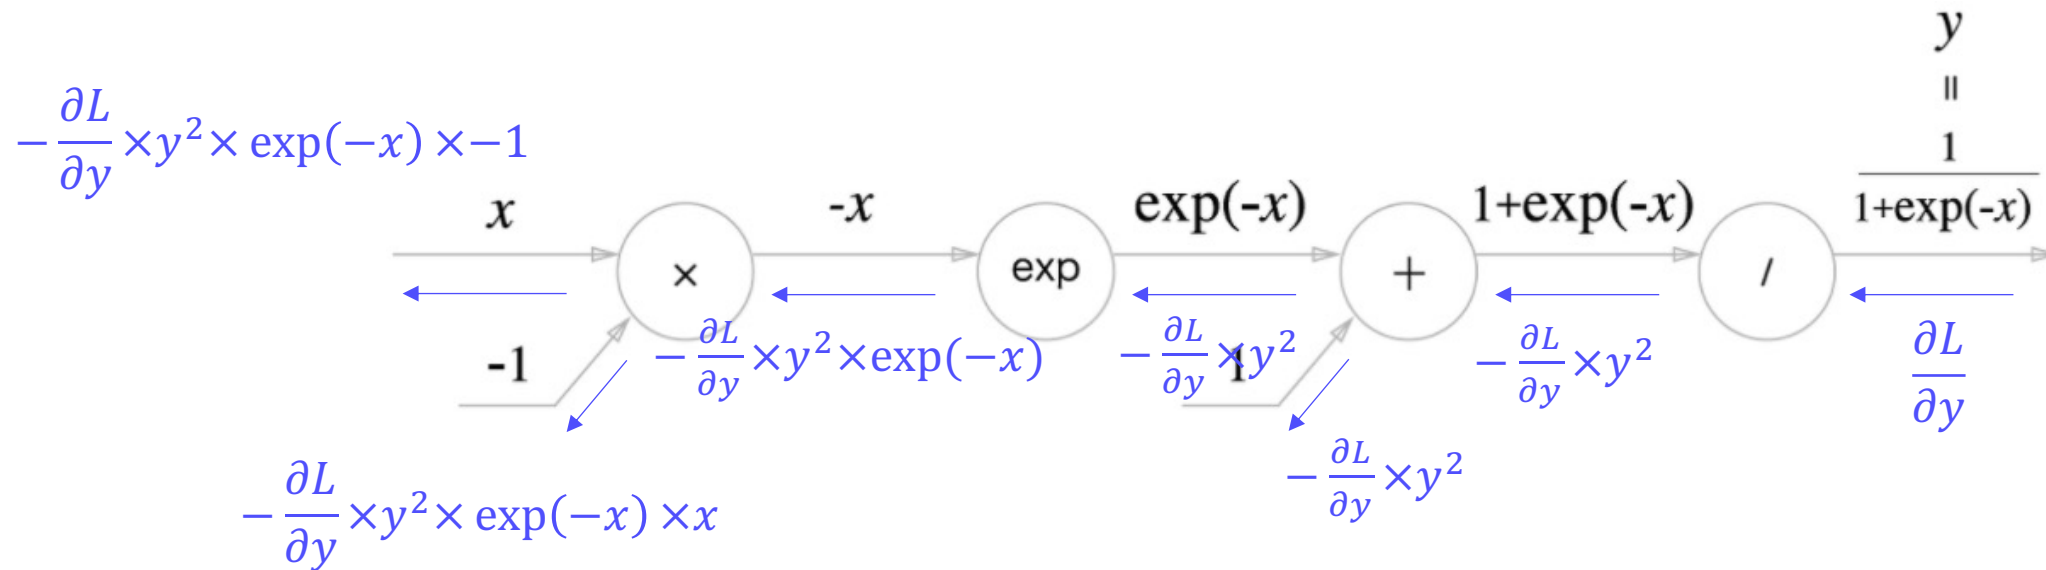 y
=
1
1+exp(-x)
−∂L/∂y ×y²× exp(−x) ×−1
x
-x
exp(-x)
1+exp(-x)
×
exp
+
/
-1
−∂L/∂y ×y²×exp(−x)
−∂L/∂y ×y²
1
−∂L/∂y ×y²
∂L/∂y
−∂L/∂y ×y²
−∂L/∂y ×y²× exp(−x) ×x